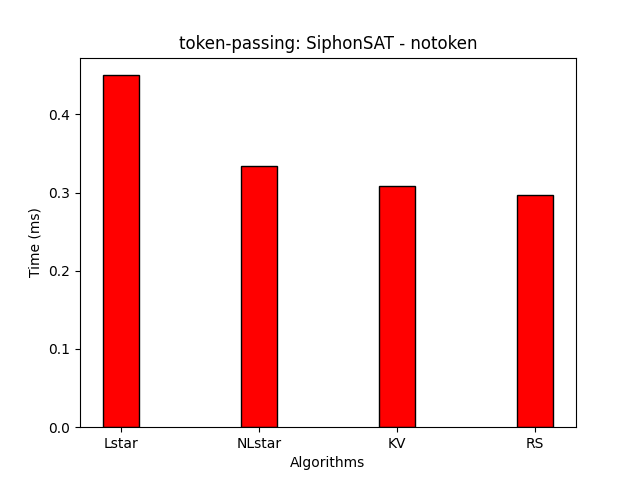 token-passing: SiphonSAT - notoken
Time (ms)
0.4
0.3
0.2
0.1
0.0
Lstar NLstar KV RS
Algorithms